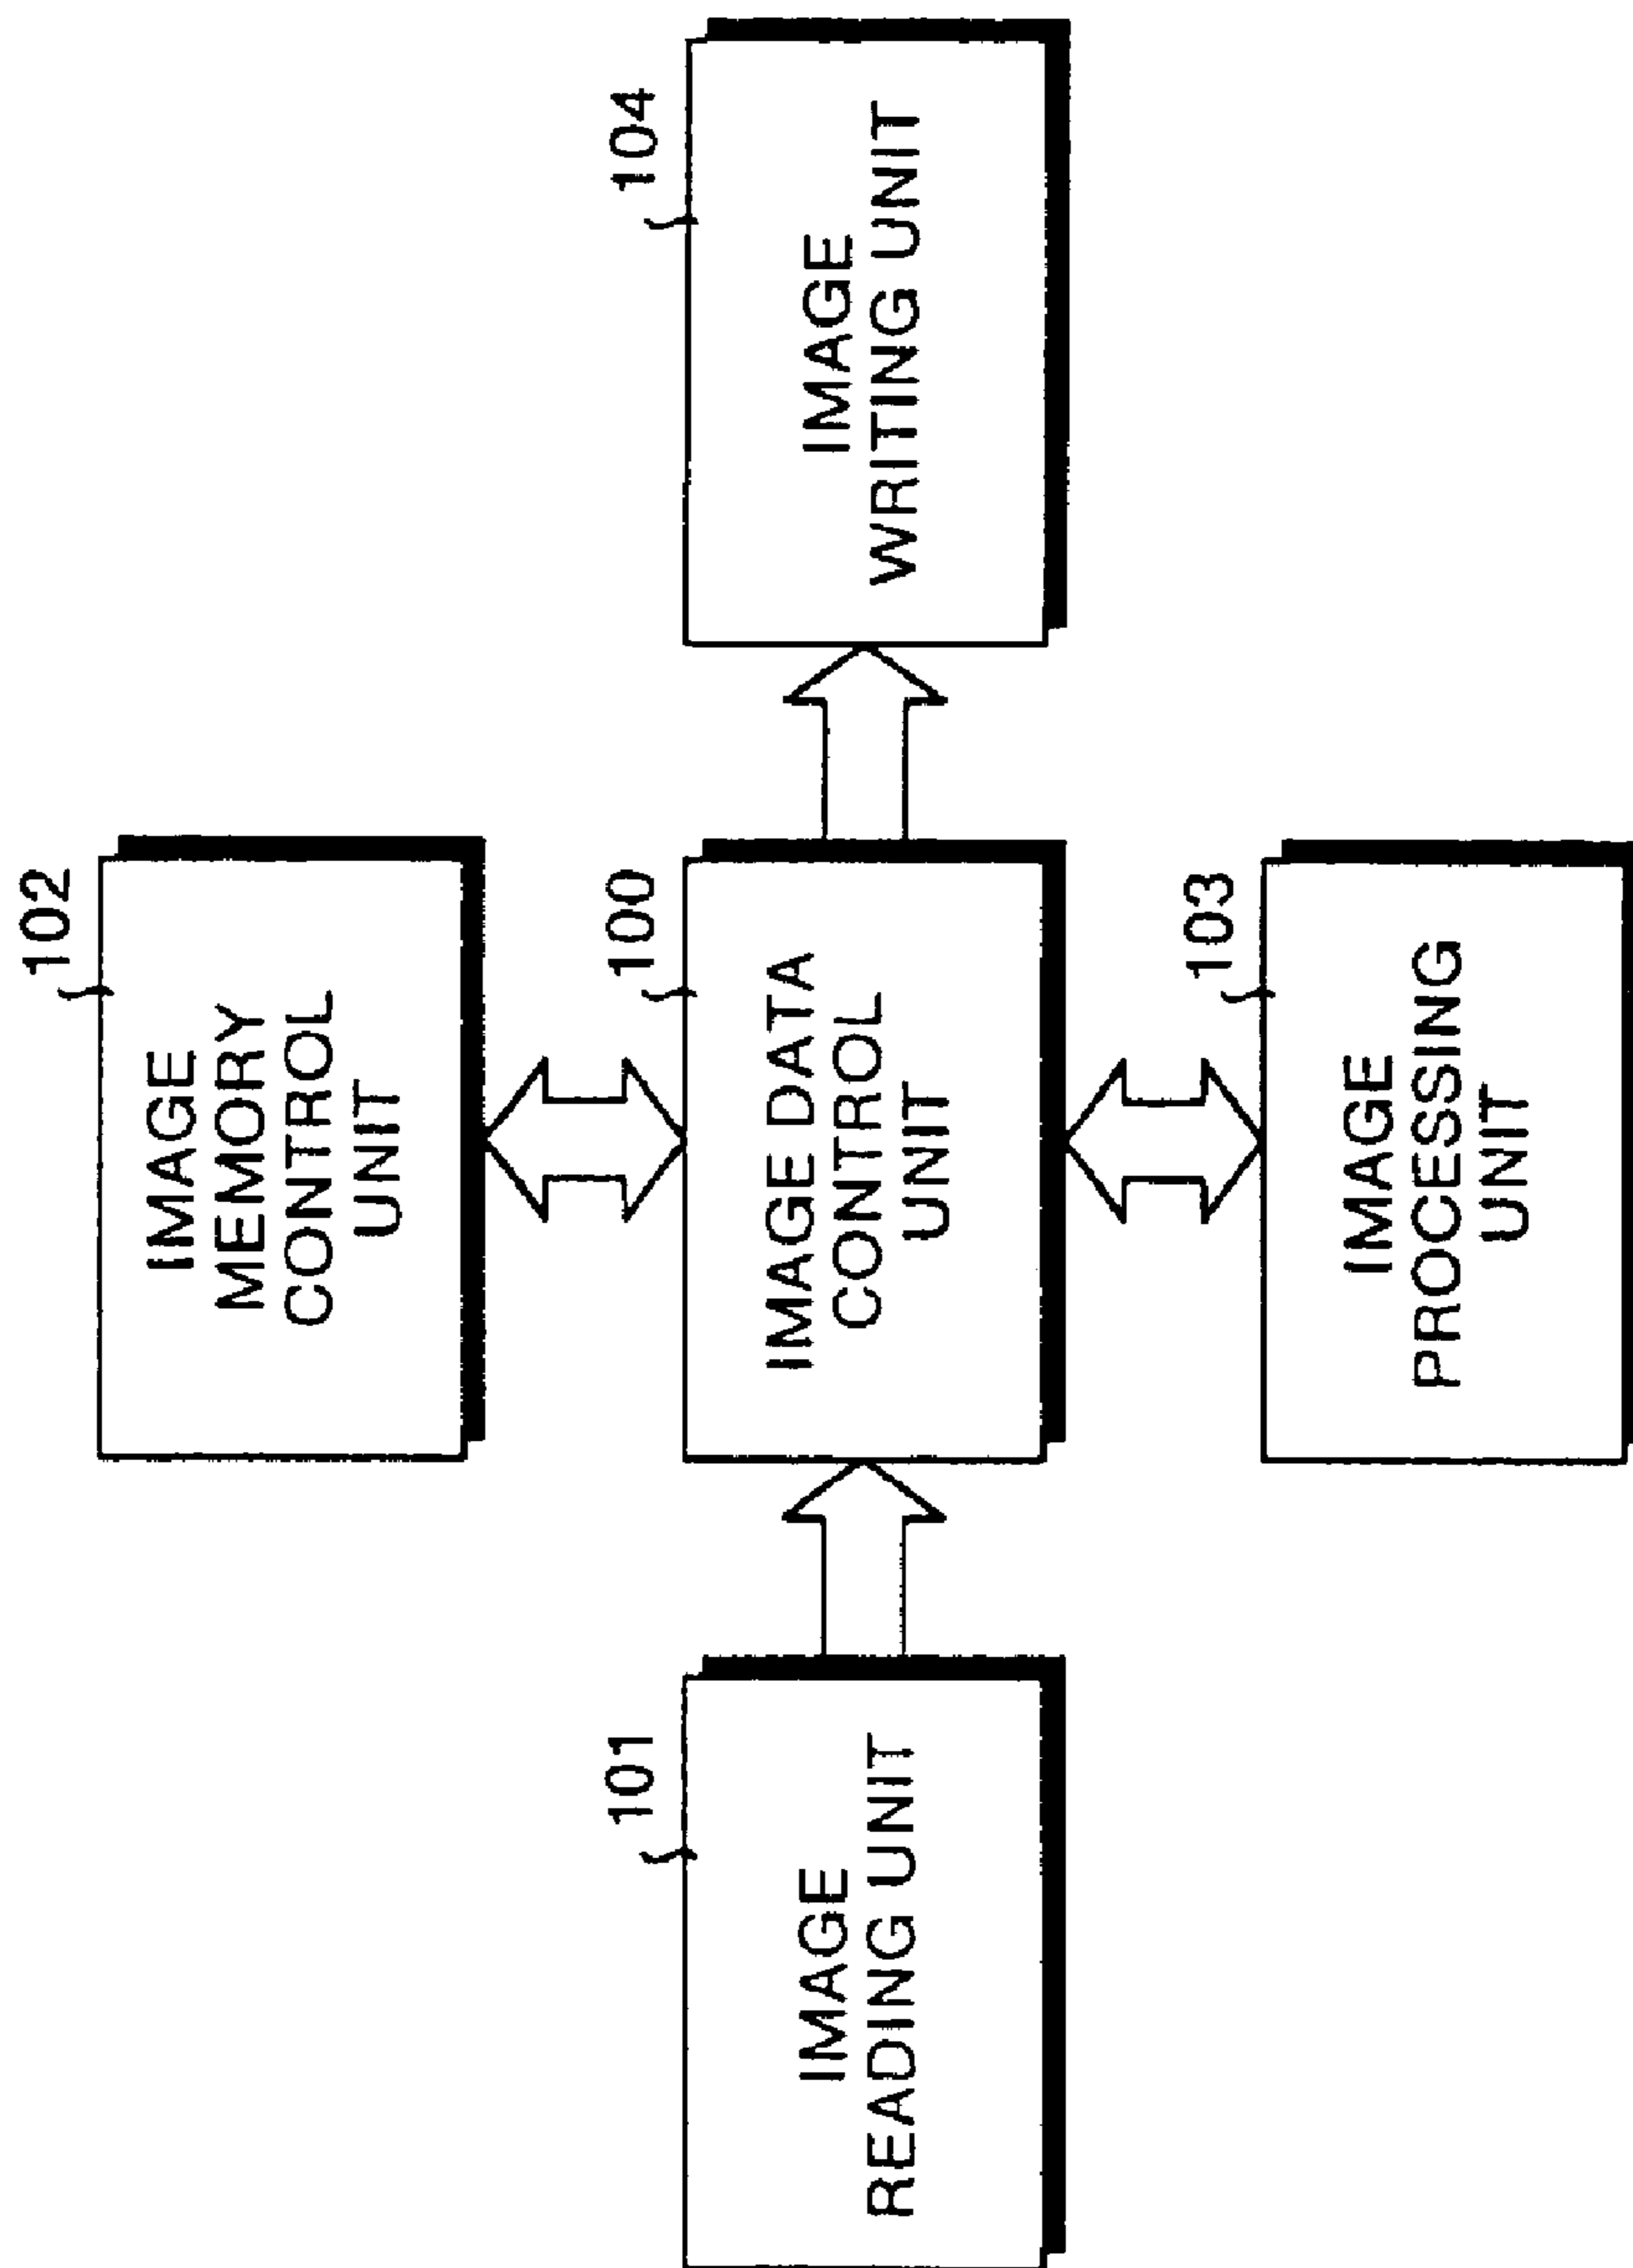 102
IMAGE
MEMORY
CONTROL
UNIT
101
IMAGE
READING UNIT
100
IMAGE DATA
CONTROL
UNIT
104
IMAGE
WRITING UNIT
103
IMAGE
PROCESSING
UNIT